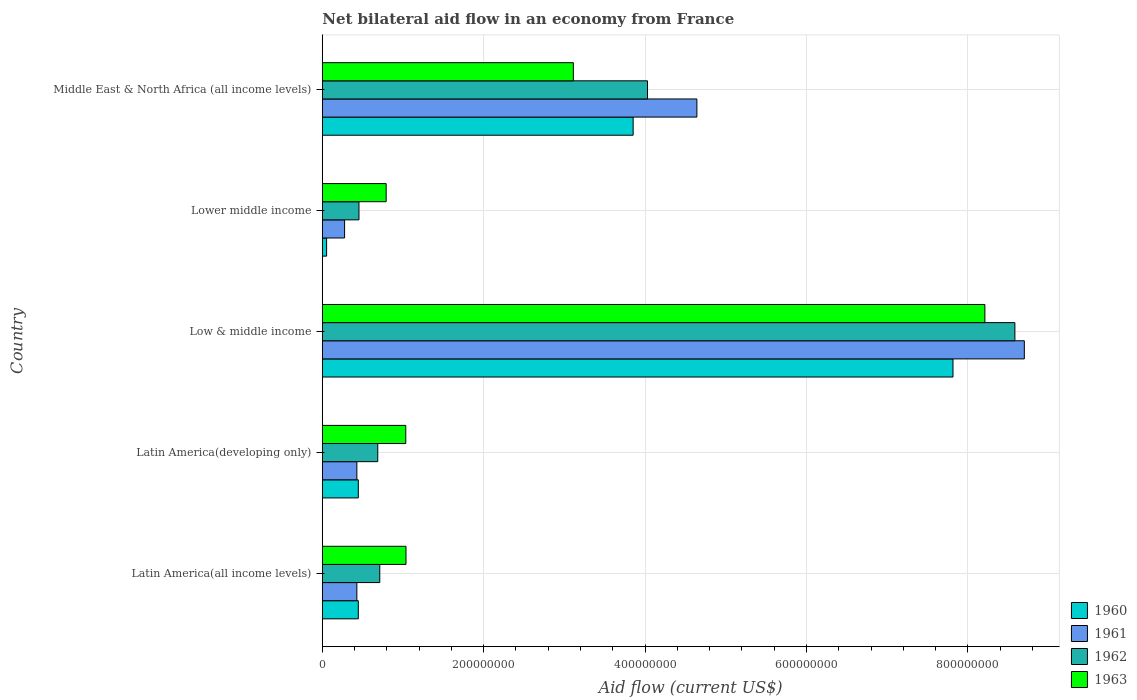 Net bilateral aid flow in an economy from France
Middle East & North Africa (all income levels)
Lower middle income
Low & middle income
Latin America(developing only)
Latin America(all income levels)
Country
200000000
400000000
600000000
800000000
Aid flow (current US$)
1960
1961
1962
1963